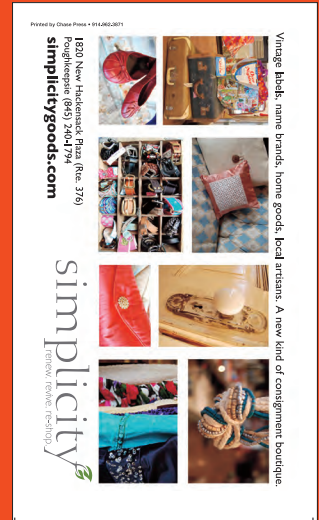 Printed by Chase Press • 914.962.3871
Vintage labels, name brands, home goods, local artisans. A new kind of consignment boutique.
1820 New Hackensack Plaza (Rte. 376)
Poughkeepsie (845) 240-1794
simplicitygoods.com
simplicity
renew. revive. re-shop.